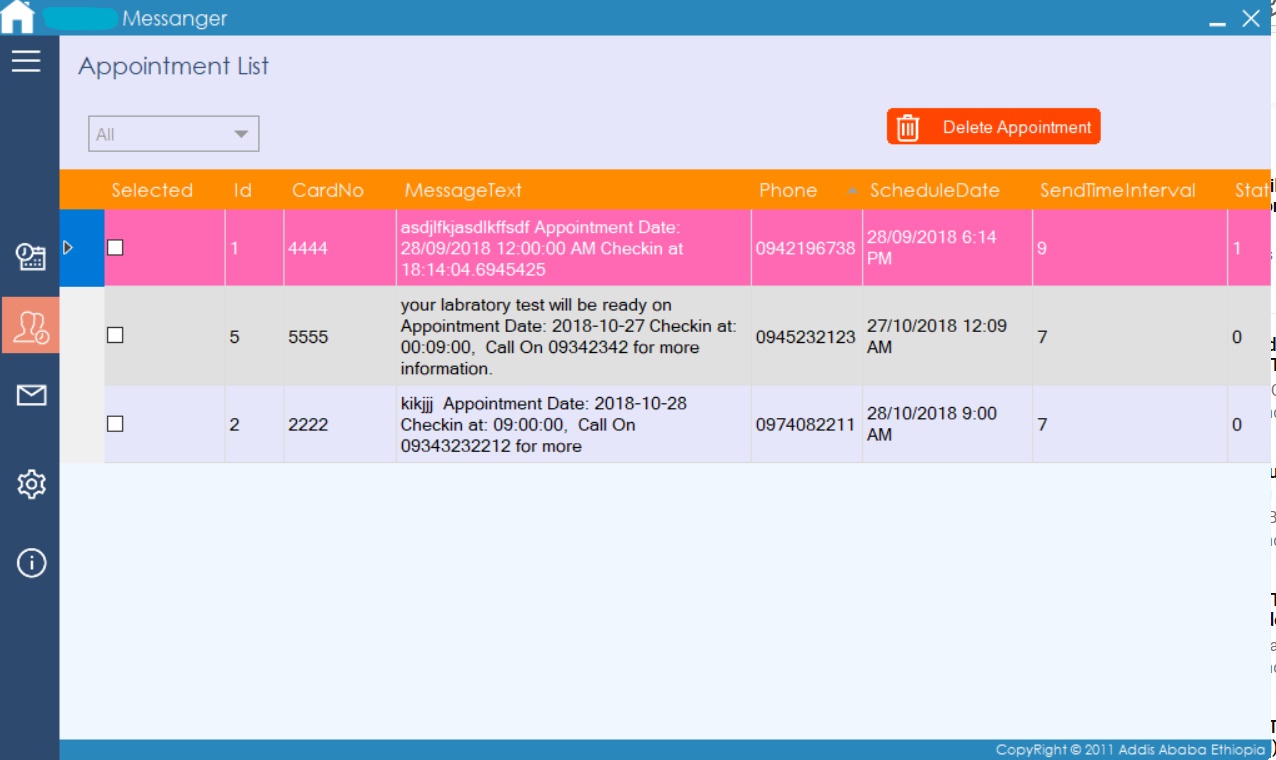 Messanger
Appointment List
All
Delete Appointment
Selected Id CardNo MessageText Phone ScheduleDate SendTimeInterval Stat
asdjlfkjasdlkffsdf Appointment Date:
1 4444 28/09/2018 12:00:00 AM Checkin at 0942196738 28/09/2018 6:14 PM 9 1
18:14:04.6945425
your labratory test will be ready on
5 5555 Appointment Date: 2018-10-27 Checkin at: 0945232123 27/10/2018 12:09 AM 7 0
00:09:00, Call On 09342342 for more
information.
kikjjj Appointment Date: 2018-10-28
2 2222 Checkin at: 09:00:00, Call On 0974082211 28/10/2018 9:00 AM 7 0
09343232212 for more
CopyRight © 2011 Addis Ababa Ethiopia